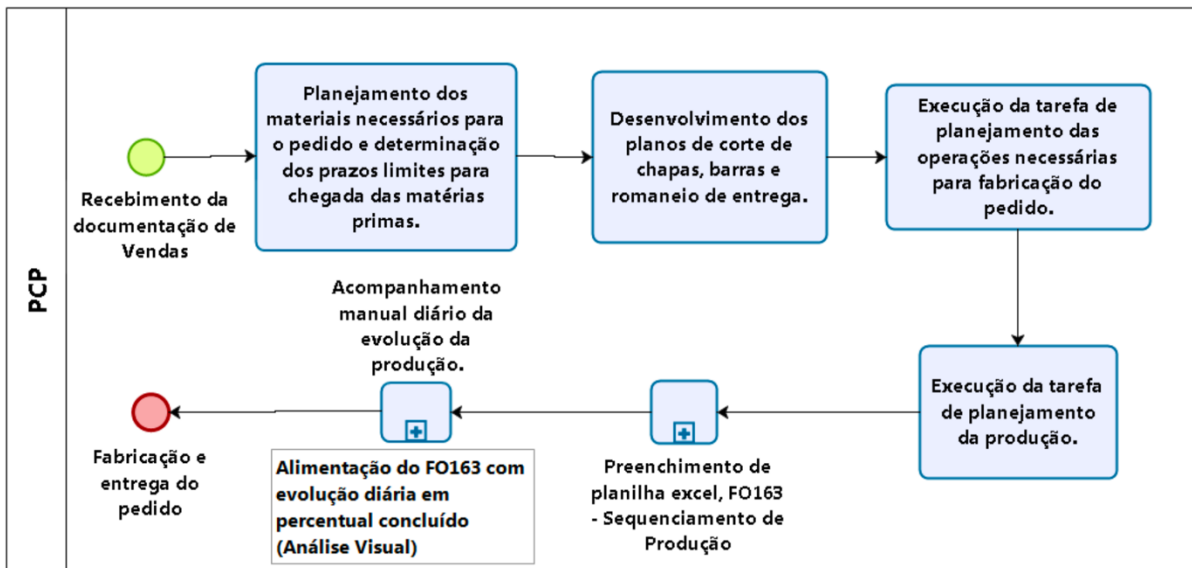 PCP
Recebimento da
documentação de
Vendas
Planejamento dos
materiais necessários para
o pedido e determinação
dos prazos limites para
chegada das matérias
primas.
Desenvolvimento dos
planos de corte de
chapas, barras e
romaneio de entrega.
Execução da tarefa de
planejamento das
operações necessárias
para fabricação do
pedido.
Execução da tarefa
de planejamento
da produção.
Preenchimento de
planilha excel, FO163
- Sequenciamento de
Produção
Acompanhamento
manual diário da
evolução da
produção.
Alimentação do FO163 com
evolução diária em
percentual concluído
(Análise Visual)
Fabricação e
entrega do
pedido